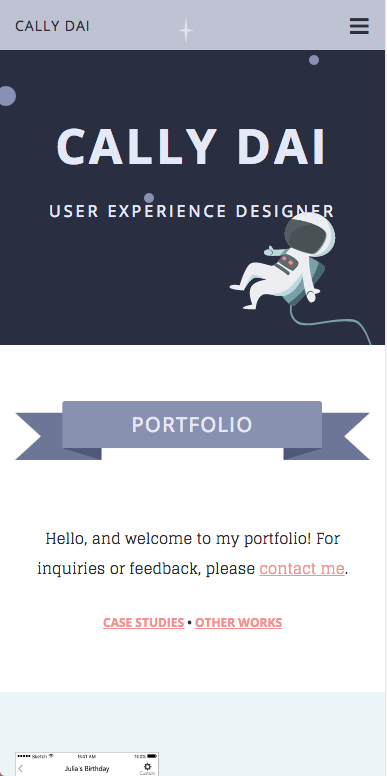 CALLY DAI
CALLY DAI
USER EXPERIENCE DESIGNER
PORTFOLIO
Hello, and welcome to my portfolio! For
inquiries or feedback, please contact me.
CASE STUDIES • OTHER WORKS
Sketch 9:41 AM 100%
Julia's Birthday
Custom